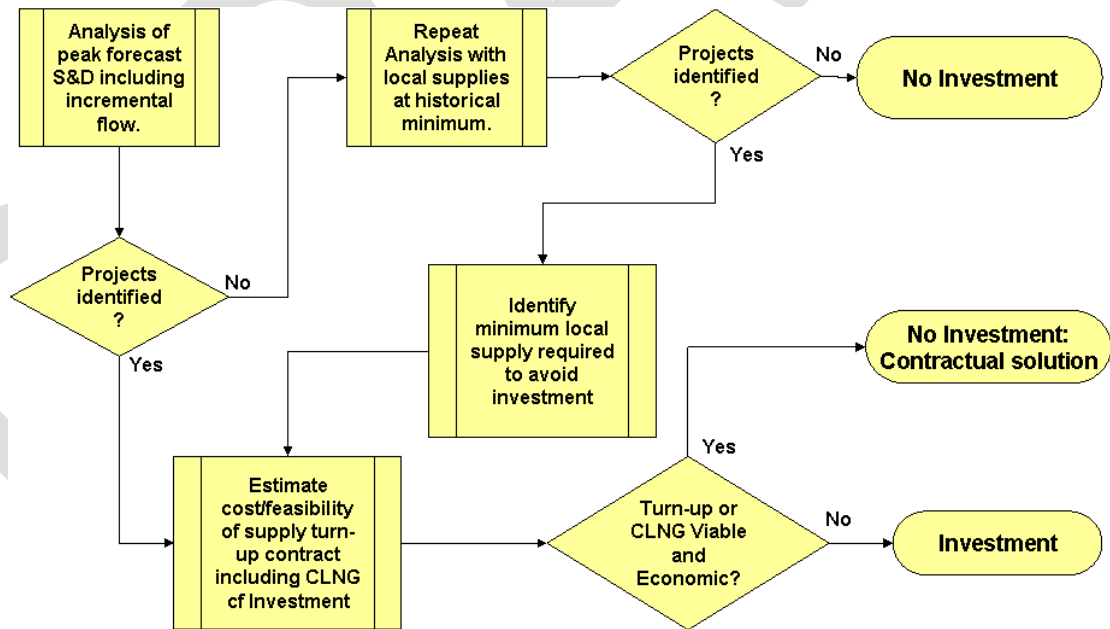 Analysis of
peak forecast
S&D including
incremental
flow.
Repeat
Analysis with
local supplies
at historical
minimum.
Projects
identified
?
No
No Investment
Yes
Projects
identified
?
No
Yes
Identify
minimum local
supply required
to avoid
investment
No Investment:
Contractual solution
Yes
Estimate
cost/feasibility
of supply turn-
up contract
including CLNG
cf Investment
Turn-up or
CLNG Viable
and
Economic?
No
Investment